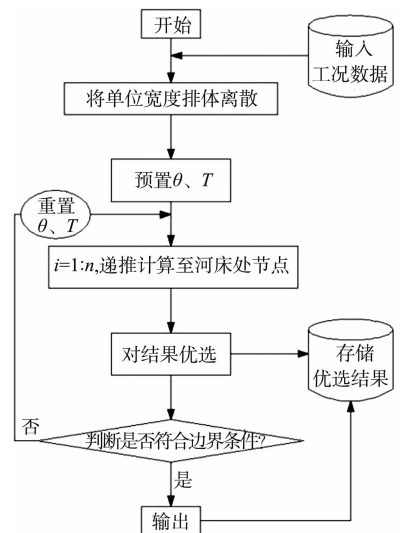 开始
输入
工况数据
将单位宽度排体离散
预置θ、T
重置
θ、T
i=1:n,递推计算至河床处节点
对结果优选
存储
优选结果
判断是否符合边界条件?
否
是
输出